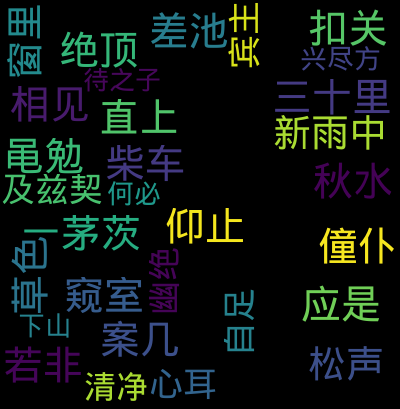 窗里
绝顶
差池
宾主
扣关
兴尽方
待之子
相见
直上
三十里
新雨中
黾勉
柴车
及兹契
何必
秋水
一茅茨
仰止
僮仆
草色
窥室
幽绝
自足
应是
下山
案几
若非
清净
心耳
松声